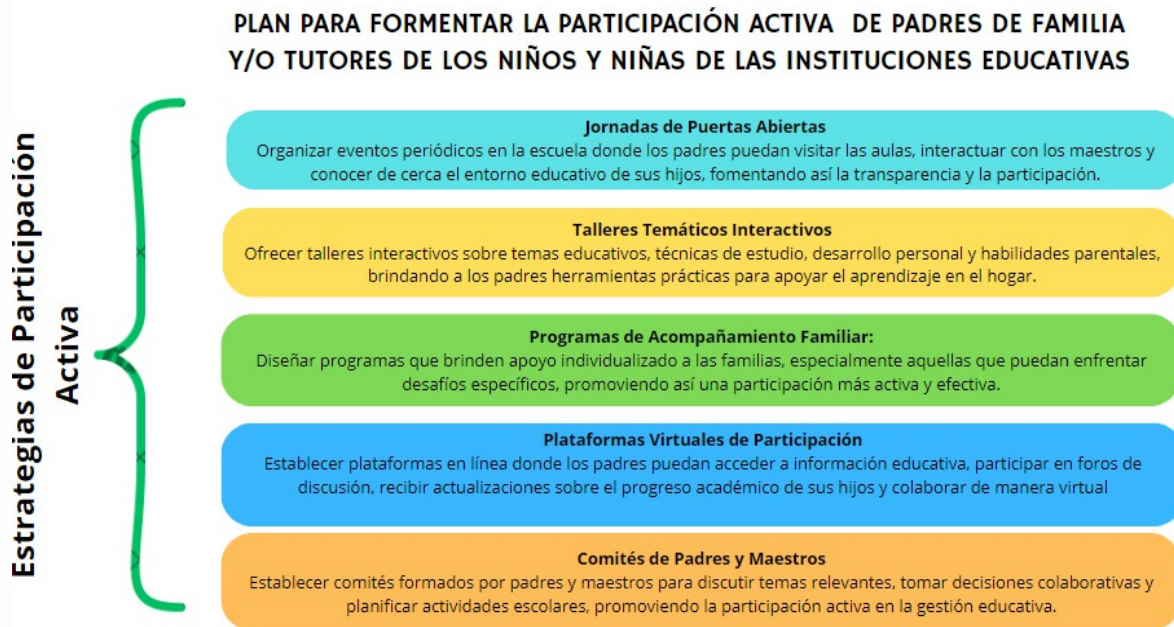 PLAN PARA FORMENTAR LA PARTICIPACIÓN ACTIVA DE PADRES DE FAMILIA
Y/O TUTORES DE LOS NIÑOS Y NIÑAS DE LAS INSTITUCIONES EDUCATIVAS
Estrategias de Participación
Activa
Jornadas de Puertas Abiertas
Organizar eventos periódicos en la escuela donde los padres puedan visitar las aulas, interactuar con los maestros y
conocer de cerca el entorno educativo de sus hijos, fomentando así la transparencia y la participación.
Talleres Temáticos Interactivos
Ofrecer talleres interactivos sobre temas educativos, técnicas de estudio, desarrollo personal y habilidades parentales,
brindando a los padres herramientas prácticas para apoyar el aprendizaje en el hogar.
Programas de Acompañamiento Familiar:
Diseñar programas que brinden apoyo individualizado a las familias, especialmente aquellas que puedan enfrentar
desafíos específicos, promoviendo así una participación más activa y efectiva.
Plataformas Virtuales de Participación
Establecer plataformas en línea donde los padres puedan acceder a información educativa, participar en foros de
discusión, recibir actualizaciones sobre el progreso académico de sus hijos y colaborar de manera virtual
Comités de Padres y Maestros
Establecer comités formados por padres y maestros para discutir temas relevantes, tomar decisiones colaborativas y
planificar actividades escolares, promoviendo la participación activa en la gestión educativa.